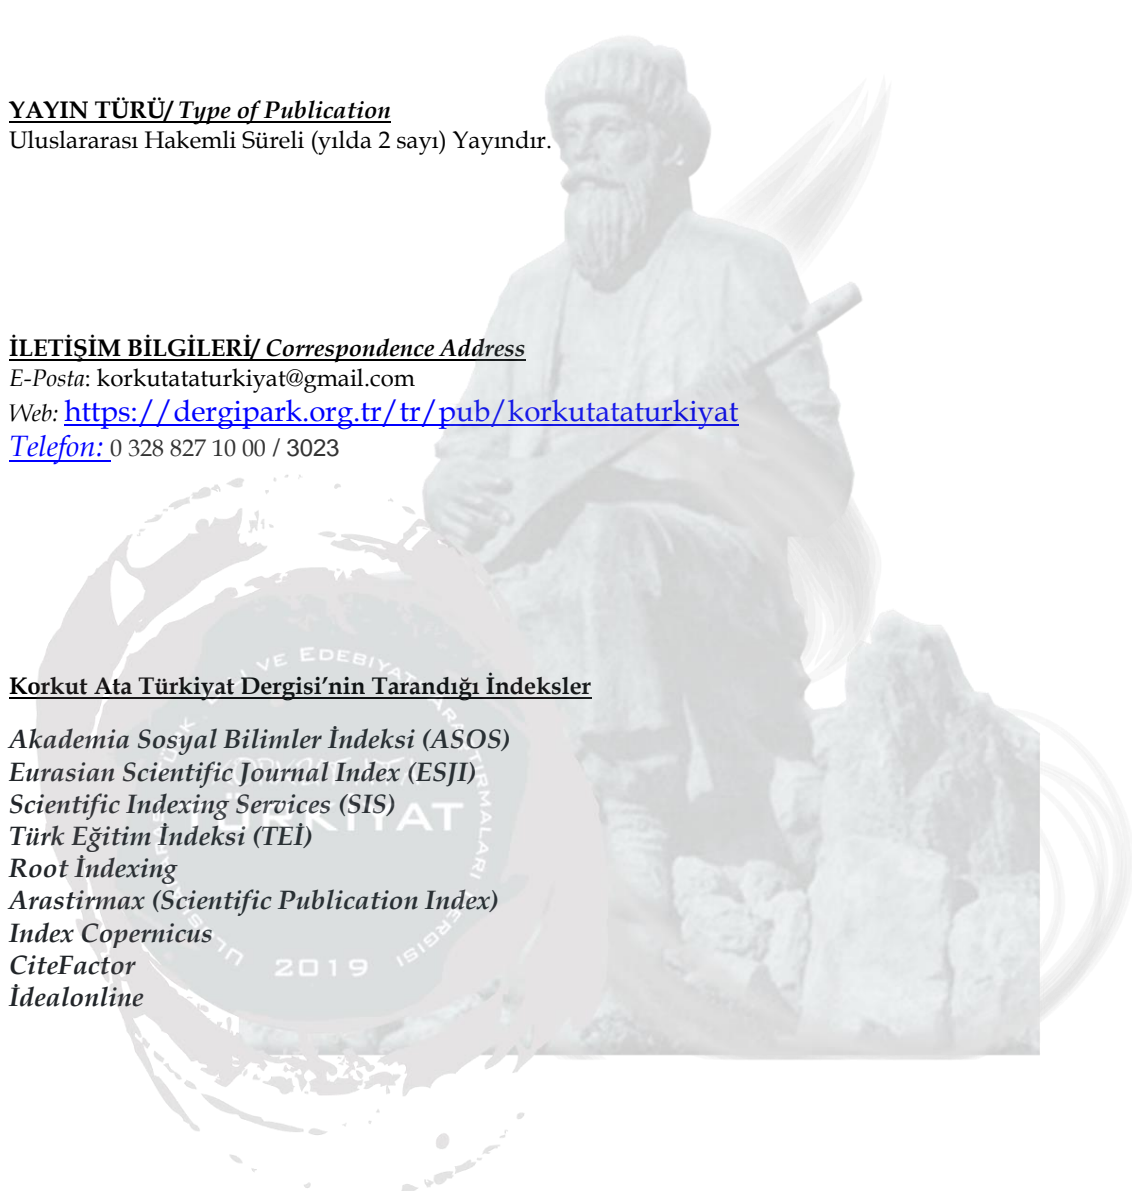 YAYIN TÜRÜ/ Type of Publication
Uluslararası Hakemli Süreli (yılda 2 sayı) Yayındır.
İLETİŞİM BİLGİLERİ/ Correspondence Address
E-Posta: korkutataturkiyat@gmail.com
Web: https://dergipark.org.tr/tr/pub/korkutataturkiyat
Telefon: 0 328 827 10 00 / 3023
Korkut Ata Türkiyat Dergisi’nin Tarandığı İndeksler
Akademia Sosyal Bilimler İndeksi (ASOS)
Eurasian Scientific Journal Index (ESJI)
Scientific Indexing Services (SIS)
Türk Eğitim İndeksi (TEİ)
Root İndexing
Arastirmax (Scientific Publication Index)
Index Copernicus
CiteFactor
İdealonline
TÜRKİYAT
2019